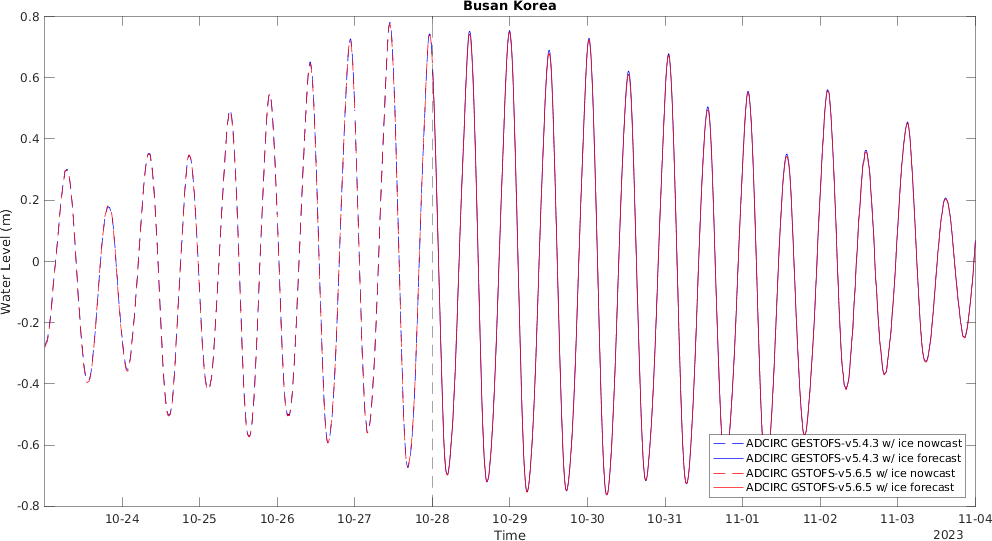 Busan Korea
0.8
0.6
0.4
0.2
0
-0.2
-0.4
-0.6
-0.8
Water Level (m)
ADCIRC GESTOFS-v5.4.3 w/ ice nowcast
ADCIRC GESTOFS-v5.4.3 w/ ice forecast
ADCIRC GSTOFS-v5.6.5 w/ ice nowcast
ADCIRC GSTOFS-v5.6.5 w/ ice forecast
10-24 10-25 10-26 10-27 10-28 10-29 10-30 10-31 11-01 11-02 11-03 11-04
Time
2023